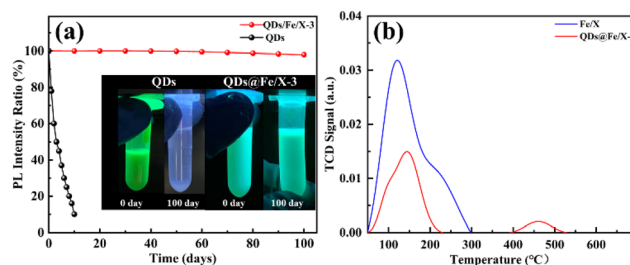 (a)
QDs/Fe/X-3
QDs
PL Intensity Ratio (%)
100
80
60
40
20
0
QDs
QDs@Fe/X-3
0 day
100 day
0 day
100 day
0
20
40
60
80
100
Time (days)
(b)
Fe/X
QDs@Fe/X-
TCD Signal (a.u.)
0.04
0.03
0.02
0.01
0.00
100
200
300
400
500
600
Temperature (°C)